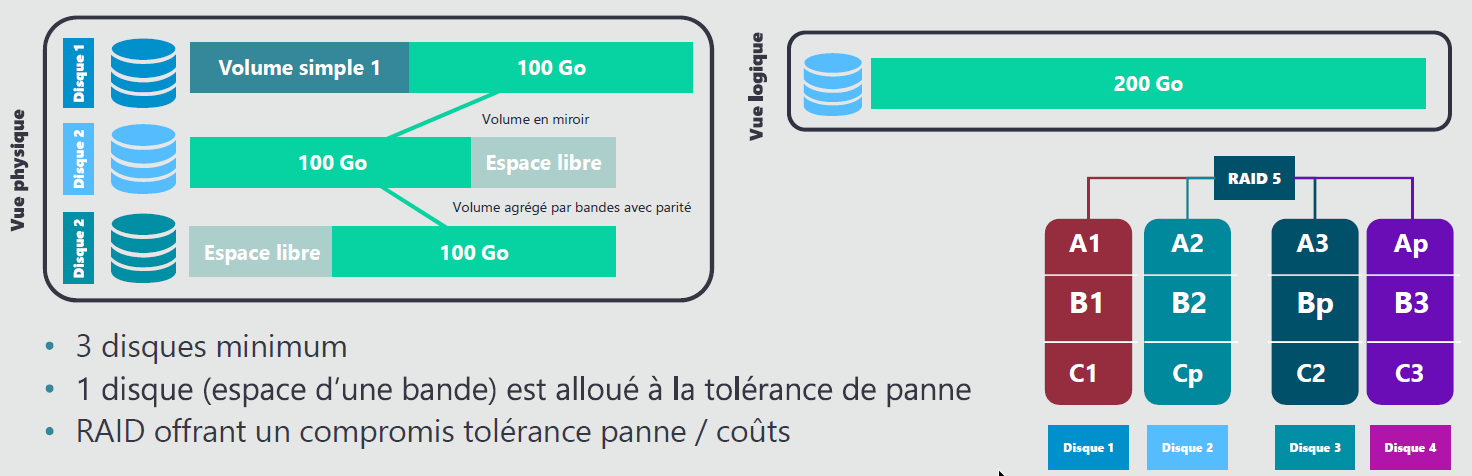 Vue physique
Disque 1
Volume simple 1
100 Go
Volume en miroir
Disque 2
100 Go
Espace libre
Volume agrégé par bandes avec parité
Disque 2
Espace libre
100 Go
Vue logique
200 Go
RAID 5
A1
A2
A3
Ap
B1
B2
Bp
B3
C1
Cp
C2
C3
Disque 1
Disque 2
Disque 3
Disque 4
• 3 disques minimum
• 1 disque (espace d’une bande) est alloué à la tolérance de panne
• RAID offrant un compromis tolérance panne / coûts